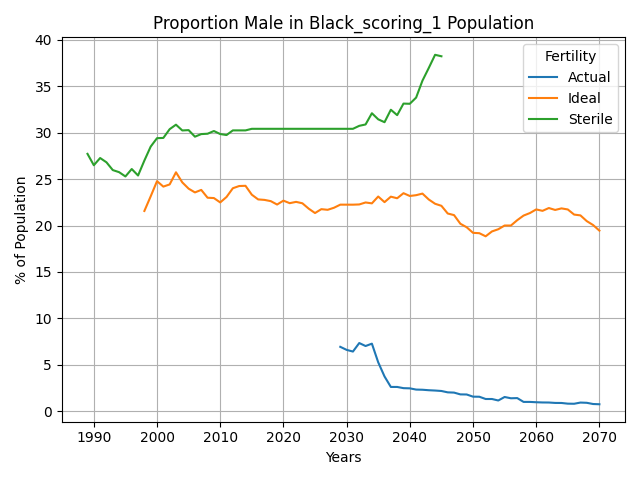 Proportion Male in Black_scoring_1 Population
% of Population
40
35
30
25
20
15
10
5
0
Fertility
Actual
Ideal
Sterile
1990 2000 2010 2020 2030 2040 2050 2060 2070
Years